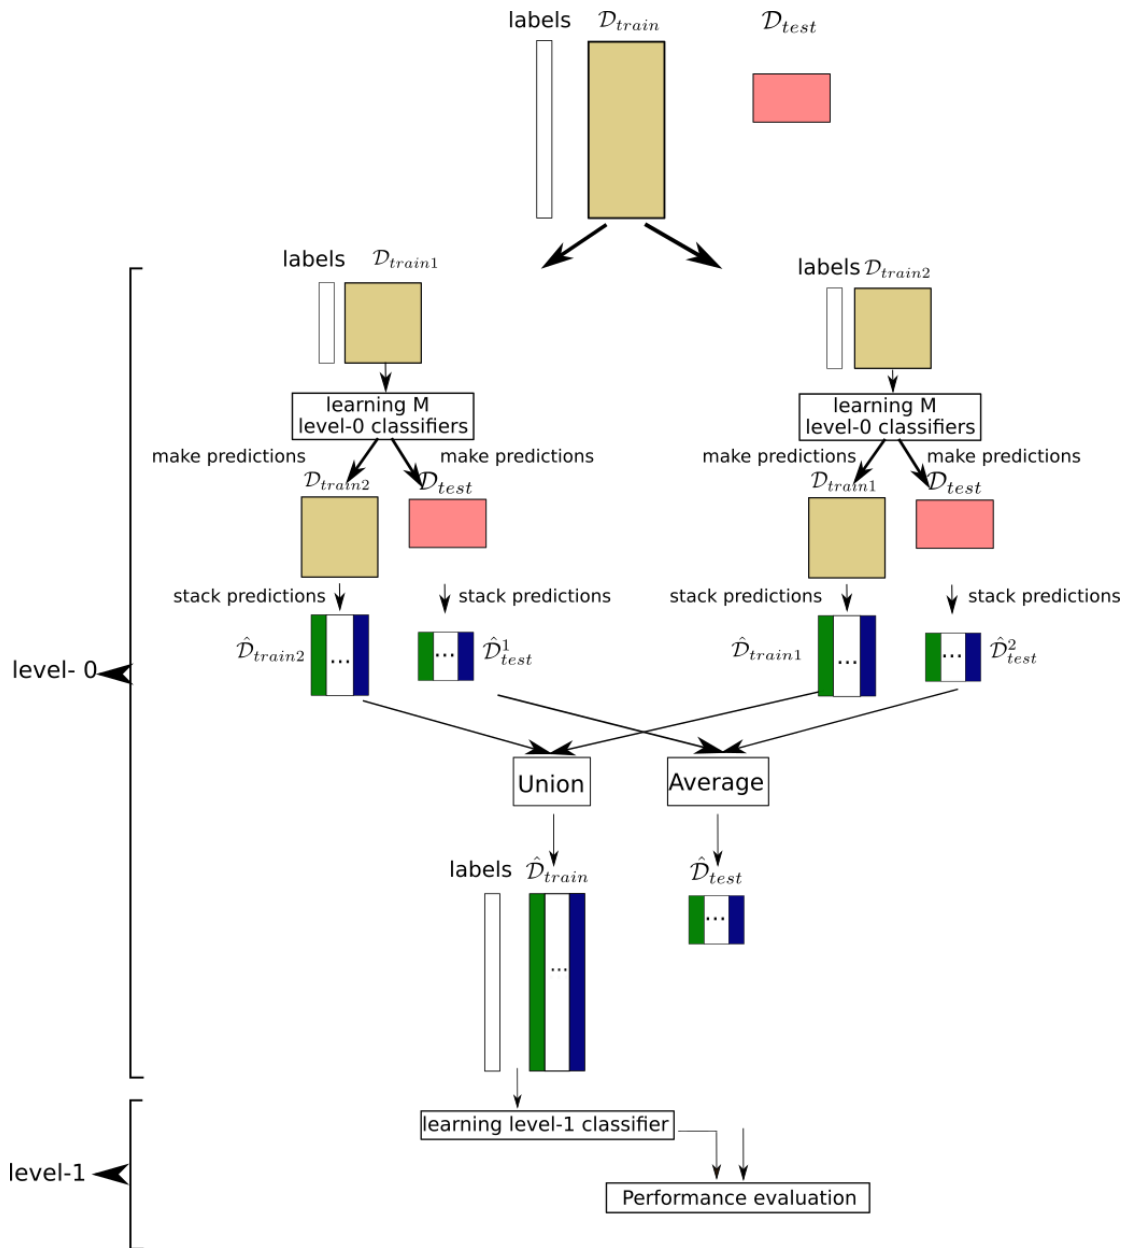 labels
𝒟_train
𝒟_test
labels
𝒟_train1
labels
𝒟_train2
learning M
level-0 classifiers
learning M
level-0 classifiers
make predictions
make predictions
make predictions
make predictions
𝒟_train2
𝒟_test
𝒟_train1
𝒟_test
stack predictions
stack predictions
stack predictions
stack predictions
𝒟̂_train2
...
...
𝒟̂^1_test
𝒟̂_train1
...
...
𝒟̂^2_test
level- 0
Union
Average
labels
𝒟̂_train
𝒟̂_test
...
...
learning level-1 classifier
level-1
Performance evaluation